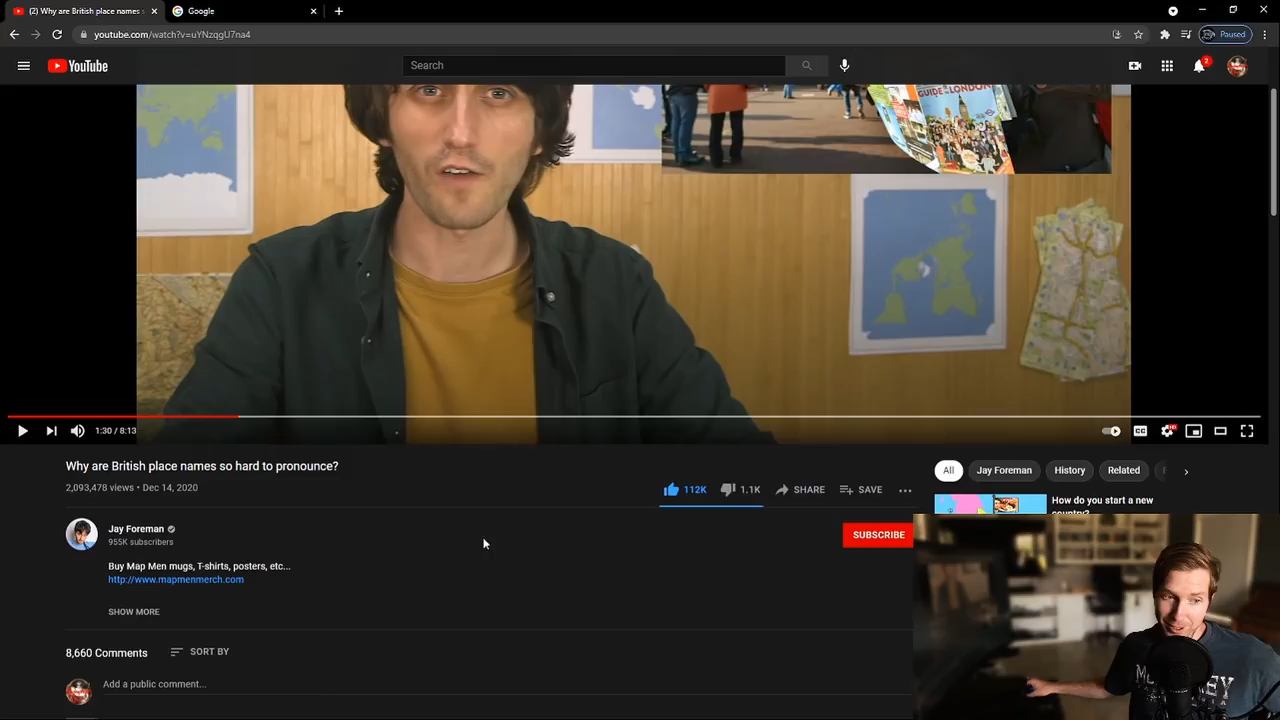 (2) Why are British place names s
Google
Paused
youtube.com/watch?v=uYNzqgU7na4
YouTube
Search
2
GUIDE to LONDON
1:30 / 8:13
CC
HD
Why are British place names so hard to pronounce?
2,093,478 views • Dec 14, 2020
112K
1.1K
SHARE
SAVE
All
Jay Foreman
History
Related
How do you start a new
country?
Jay Foreman
955K subscribers
SUBSCRIBE
Buy Map Men mugs, T-shirts, posters, etc...
http://www.mapmenmerch.com
SHOW MORE
8,660 Comments
SORT BY
Add a public comment...